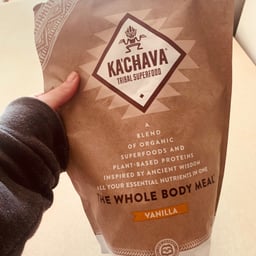 KA'CHAVA
TRIBAL SUPERFOOD
A
BLEND
OF ORGANIC
SUPERFOODS AND
PLANT-BASED PROTEINS
INSPIRED BY ANCIENT WISDOM
ALL YOUR ESSENTIAL NUTRIENTS IN ONE
THE WHOLE BODY MEAL
VANILLA